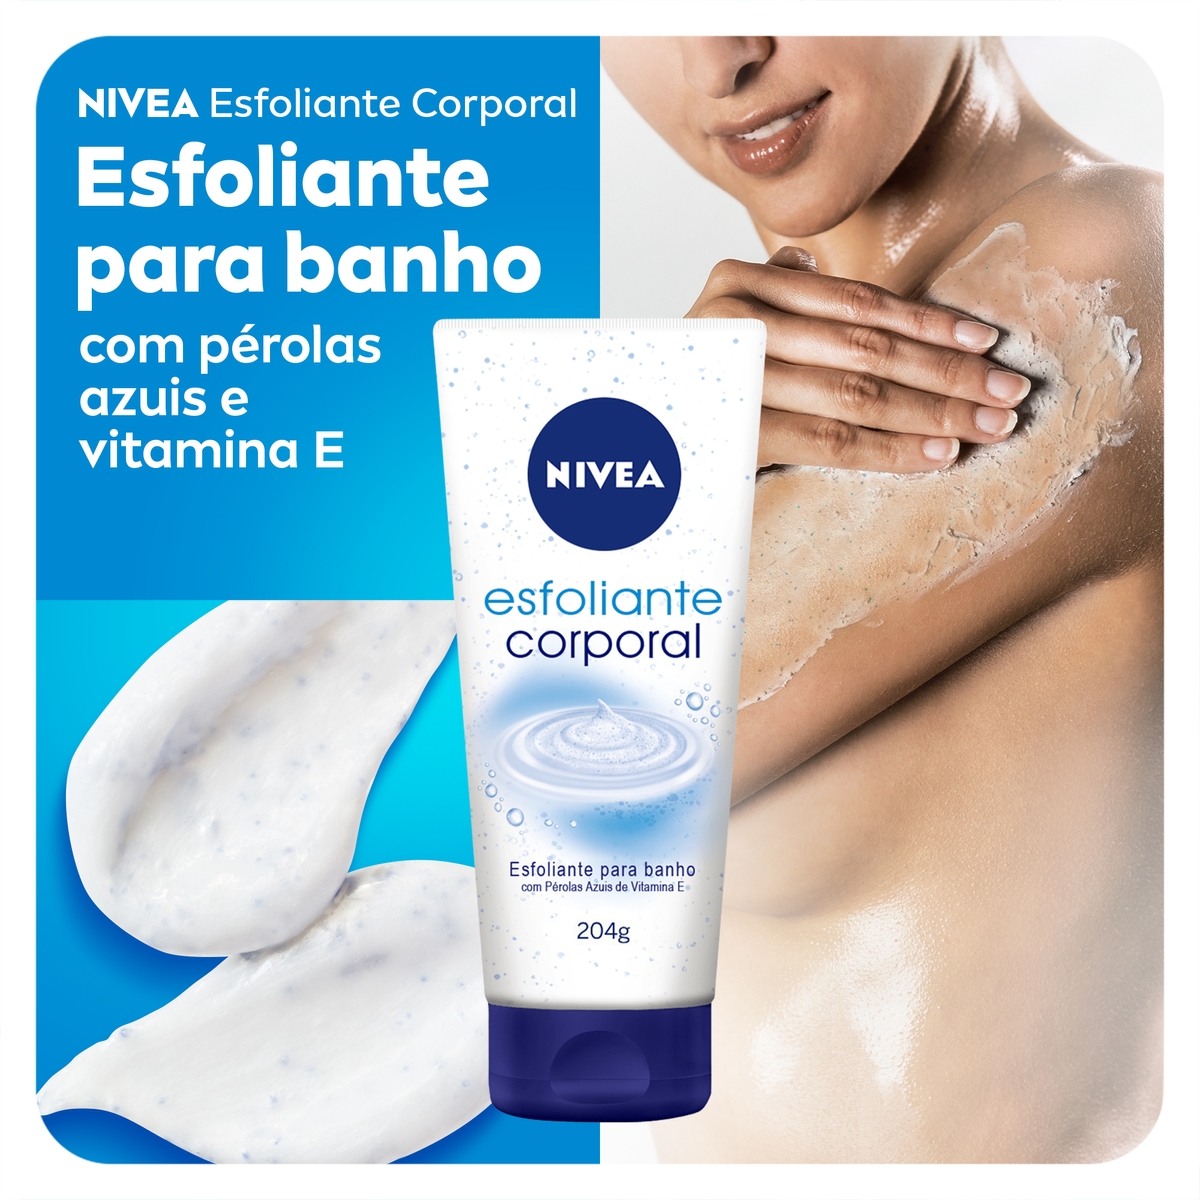 NIVEA Esfoliante Corporal
Esfoliante
para banho
com pérolas
azuis e
vitamina E
NIVEA
esfoliante
corporal
Esfoliante para banho
com Pérolas Azuis de Vitamina E
204g